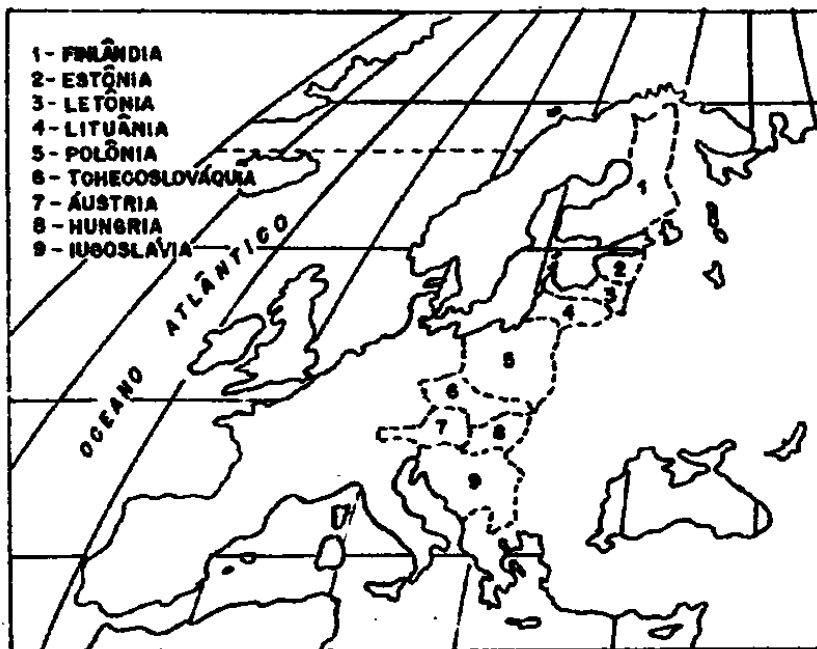 1 - FINLÂNDIA
2 - ESTÔNIA
3 - LETÔNIA
4 - LITUÂNIA
5 - POLÔNIA
6 - TCHECOSLOVÁQUIA
7 - ÁUSTRIA
8 - HUNGRIA
9 - IUGOSLÁVIA
OCEANO ATLÂNTICO
1
2
3
4
5
6
7
8
9